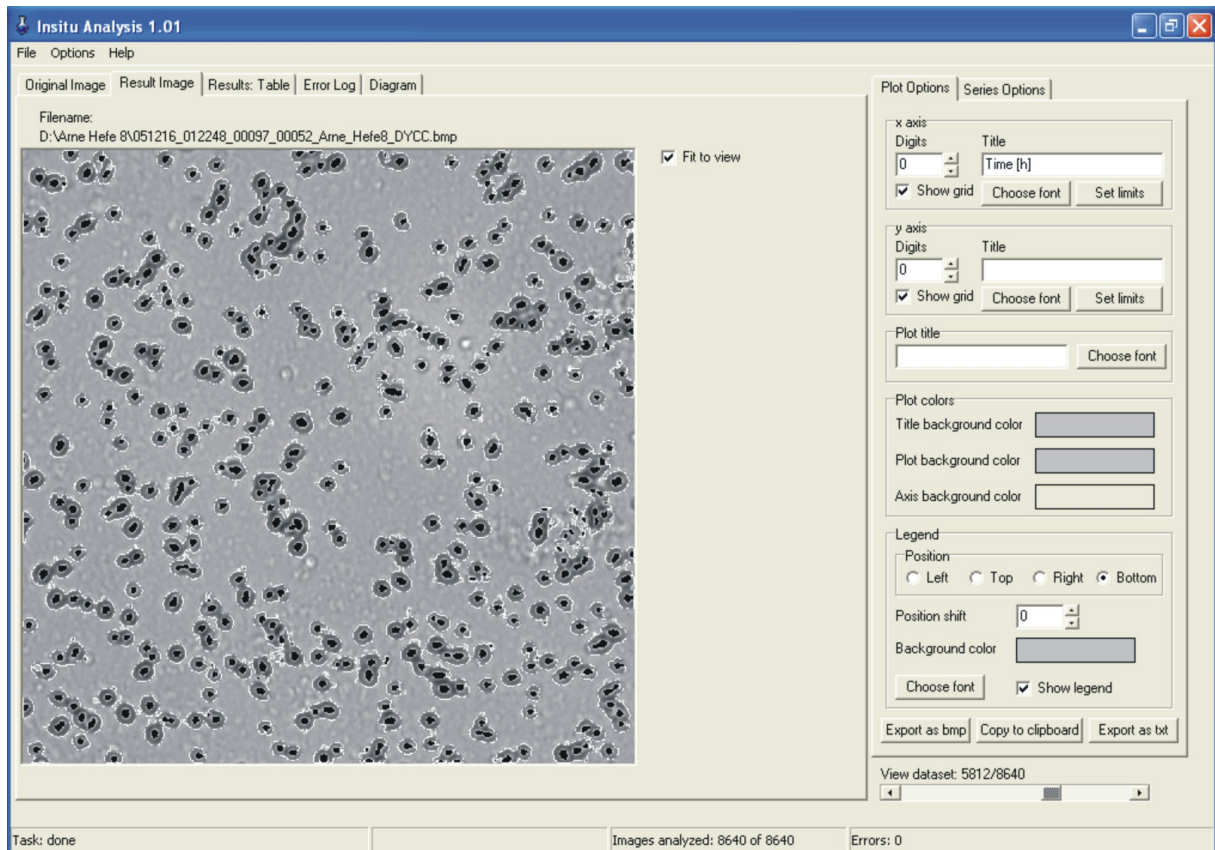 Insitu Analysis 1.01
File Options Help
Original Image Result Image Results: Table Error Log Diagram
Filename:
D:\Arne Hefe 8\051216_012248_00097_00052_Arne_Hefe8_DYCC.bmp
Fit to view
Plot Options Series Options
x axis
Digits Title
0 Time [h]
Show grid Choose font Set limits
y axis
Digits Title
0
Show grid Choose font Set limits
Plot title
Choose font
Plot colors
Title background color
Plot background color
Axis background color
Legend
Position
Left Top Right Bottom
Position shift 0
Background color
Choose font Show legend
Export as bmp Copy to clipboard Export as txt
View dataset: 5812/8640
Task: done Images analyzed: 8640 of 8640 Errors: 0